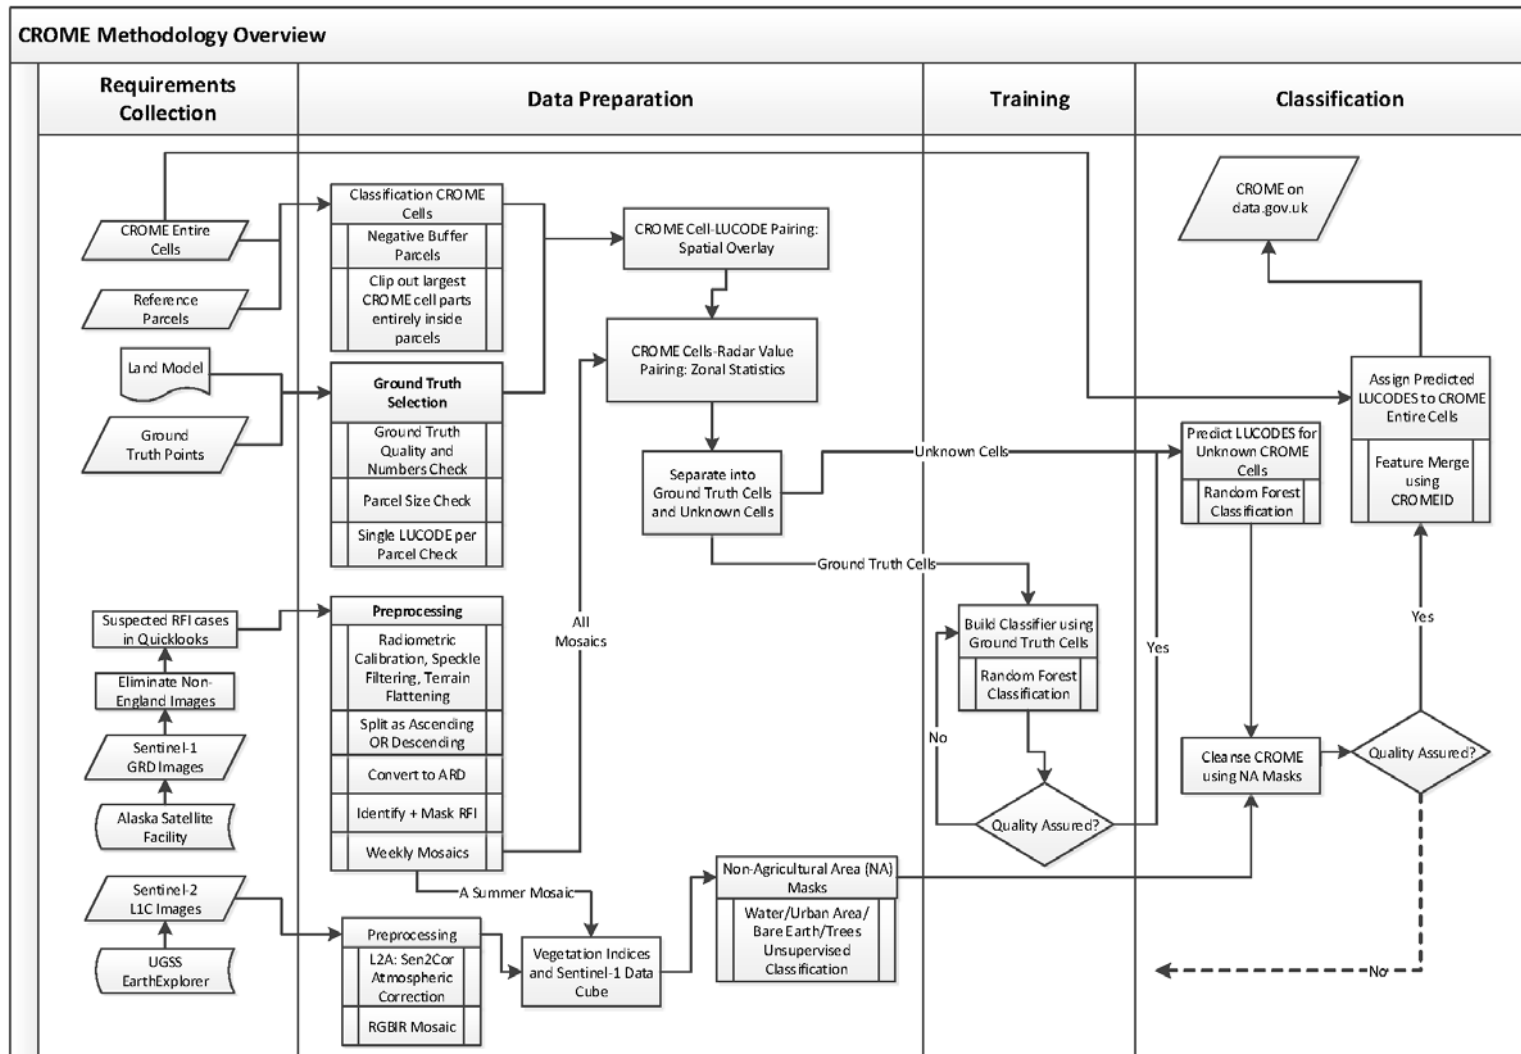 CROME Methodology Overview
Requirements
Collection
Data Preparation
Training
Classification
CROME Entire
Cells
Reference
Parcels
Land Model
Ground
Truth Points
Suspected RFI cases
in Quicklooks
Eliminate Non-
England Images
Sentinel-1
GRD Images
Alaska Satellite
Facility
Sentinel-2
L1C Images
UGSS
EarthExplorer
Classification CROME
Cells
Negative Buffer
Parcels
Clip out largest
CROME cell parts
entirely inside
parcels
Ground Truth
Selection
Ground Truth
Quality and
Numbers Check
Parcel Size Check
Single LUCODE per
Parcel Check
Preprocessing
Radiometric
Calibration, Speckle
Filtering, Terrain
Flattening
Split as Ascending
OR Descending
Convert to ARD
Identify + Mask RFI
Weekly Mosaics
A Summer Mosaic
Preprocessing
L2A: Sen2Cor
Atmospheric
Correction
RGBIR Mosaic
All
Mosaics
CROME Cell-LUCODE Pairing:
Spatial Overlay
CROME Cells-Radar Value
Pairing: Zonal Statistics
Separate into
Ground Truth Cells
and Unknown Cells
Unknown Cells
Ground Truth Cells
Vegetation Indices
and Sentinel-1 Data
Cube
Non-Agricultural Area (NA)
Masks
Water/Urban Area/
Bare Earth/Trees
Unsupervised
Classification
Build Classifier using
Ground Truth Cells
Random Forest
Classification
No
Quality Assured?
Yes
CROME on
data.gov.uk
Assign Predicted
LUCODES to CROME
Entire Cells
Feature Merge
using
CROMEID
Predict LUCODES for
Unknown CROME
Cells
Random Forest
Classification
Yes
Cleanse CROME
using NA Masks
Quality Assured?
No